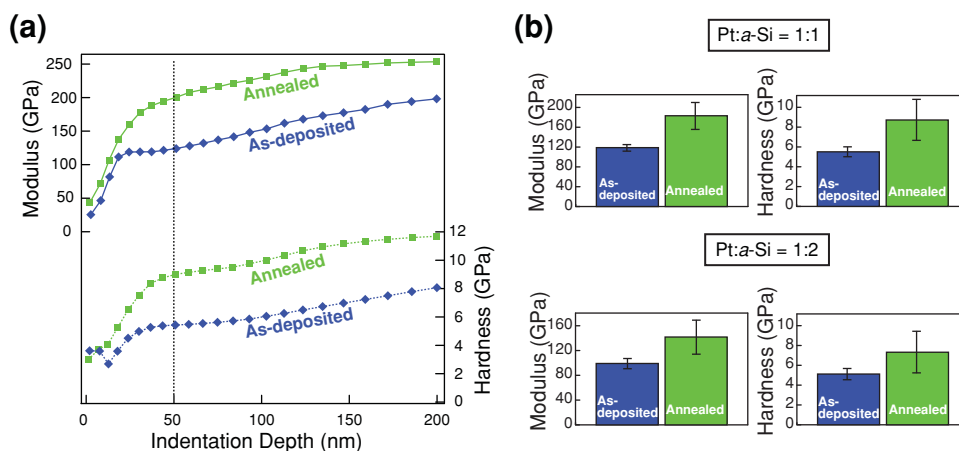 (a)
250
200
150
100
50
0
Modulus (GPa)
Annealed
As-deposited
12
10
8
6
4
2
0
Hardness (GPa)
Annealed
As-deposited
0
50
100
150
200
Indentation Depth (nm)
(b)
Pt:a-Si = 1:1
Modulus (GPa)
200
160
120
80
40
0
As-
deposited
Annealed
Hardness (GPa)
10
8
6
4
2
0
As-
deposited
Annealed
Pt:a-Si = 1:2
Modulus (GPa)
160
120
80
40
0
As-
deposited
Annealed
Hardness (GPa)
10
8
6
4
2
0
As-
deposited
Annealed